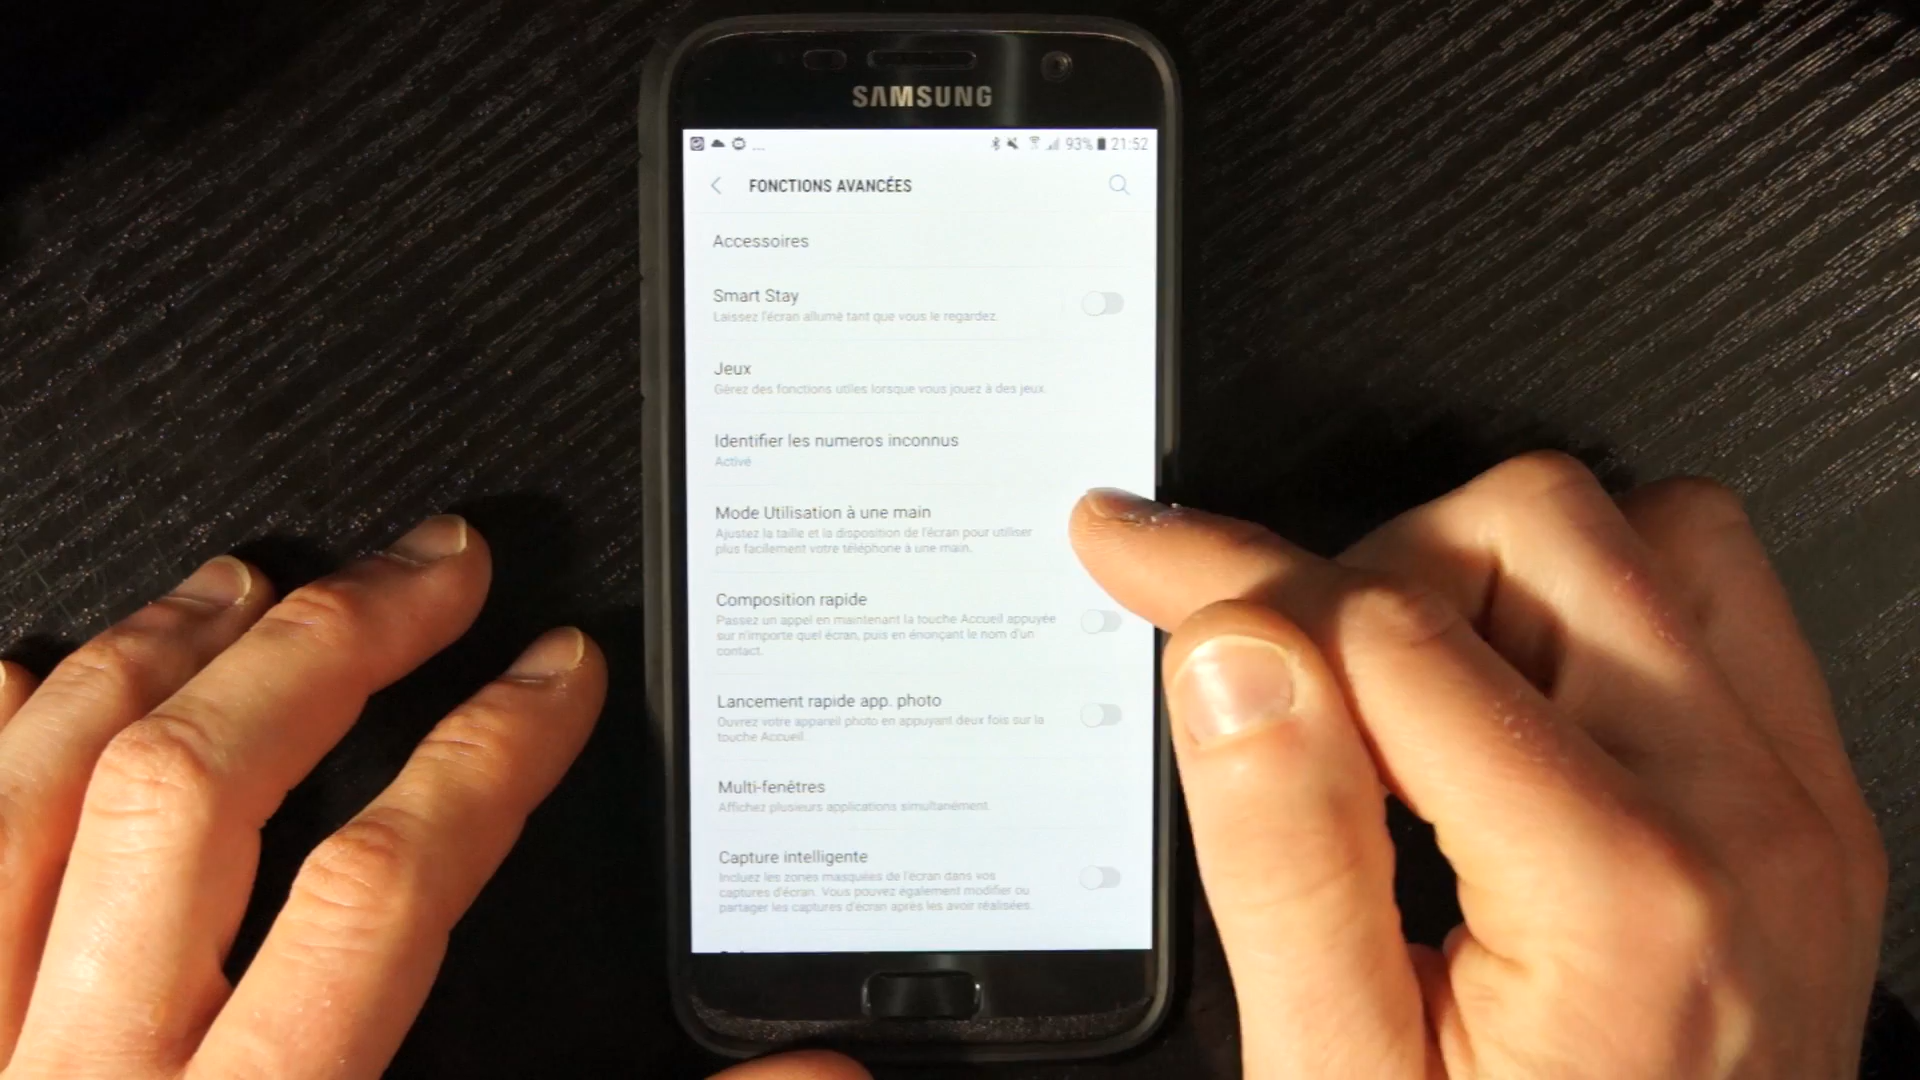 SAMSUNG
... 93% 21:52
FONCTIONS AVANCÉES
Accessoires
Smart Stay
Laissez l'écran allumé tant que vous le regardez.
Jeux
Gérez des fonctions utiles lorsque vous jouez à des jeux.
Identifier les numeros inconnus
Activé
Mode Utilisation à une main
Ajustez la taille et la disposition de l'écran pour utiliser
plus facilement votre téléphone à une main.
Composition rapide
Passez un appel en maintenant la touche Accueil appuyée
sur n'importe quel écran, puis en énonçant le nom d'un
contact.
Lancement rapide app. photo
Ouvrez votre appareil photo en appuyant deux fois sur la
touche Accueil.
Multi-fenêtres
Affichez plusieurs applications simultanément.
Capture intelligente
Incluez les zones masquées de l'écran dans vos
captures d'écran. Vous pouvez également modifier ou
partager les captures d'écran après les avoir réalisées.